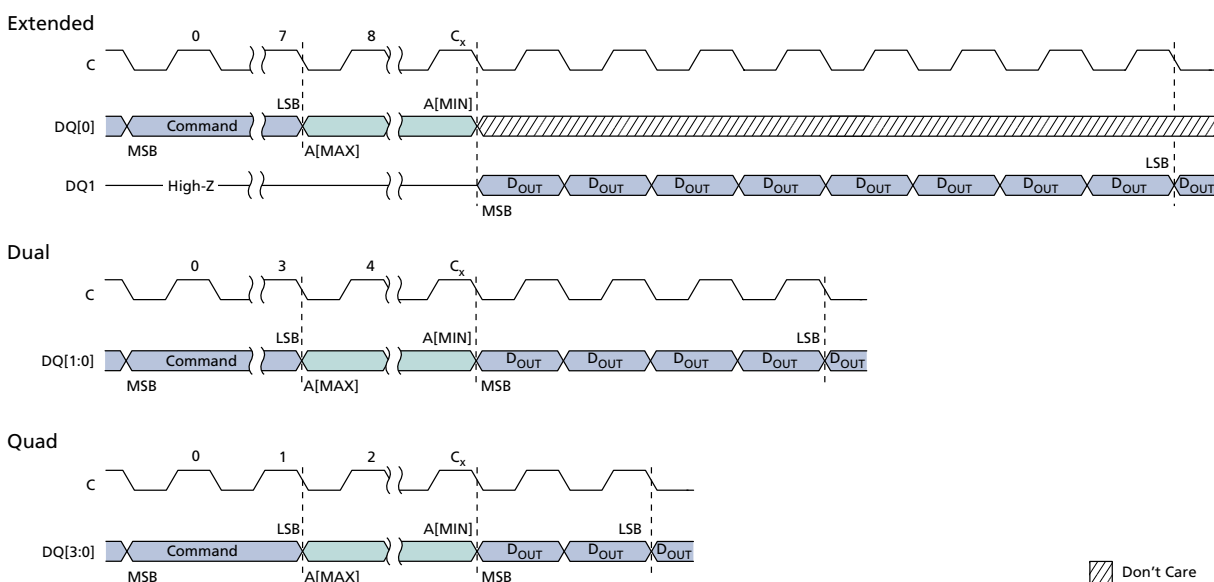 Extended
0 7 8 Cx
C
LSB A[MIN]
DQ[0] Command
MSB A[MAX]
LSB
DQ1 High-Z DOUT DOUT DOUT DOUT DOUT DOUT DOUT DOUT DOUT
MSB
Dual
0 3 4 Cx
C
LSB A[MIN] LSB
DQ[1:0] Command DOUT DOUT DOUT DOUT DOUT
MSB A[MAX] MSB
Quad
0 1 2 Cx
C
LSB A[MIN] LSB
DQ[3:0] Command DOUT DOUT DOUT
MSB A[MAX] MSB
Don't Care